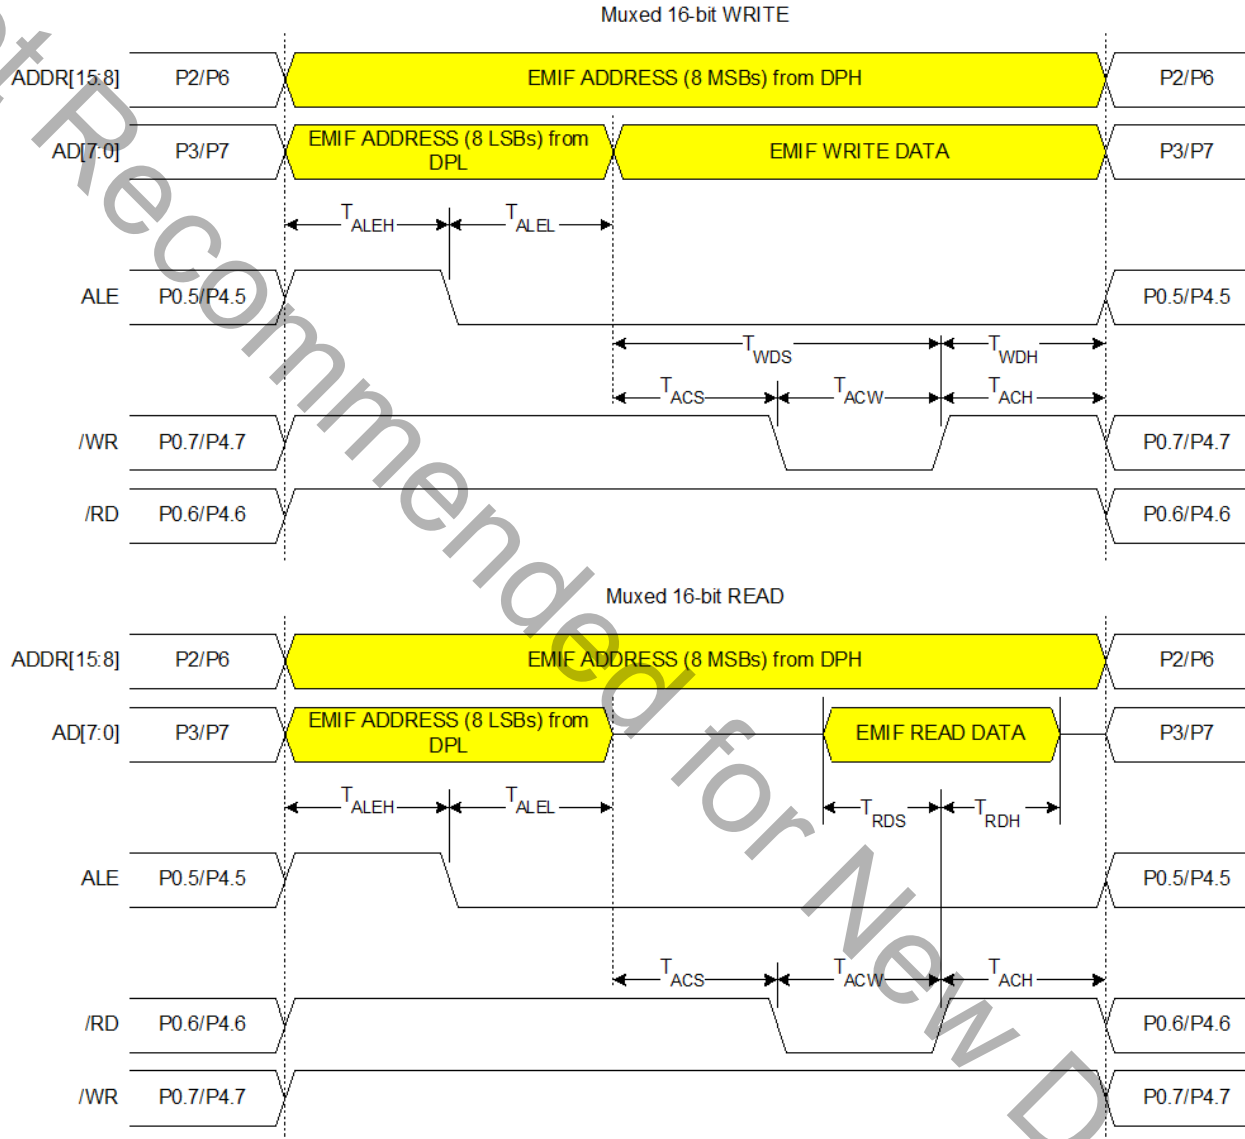 Muxed 16-bit WRITE
ADDR[15:8] P2/P6 EMIF ADDRESS (8 MSBs) from DPH P2/P6
AD[7:0] P3/P7 EMIF ADDRESS (8 LSBs) from DPL EMIF WRITE DATA P3/P7
TALEH TALEL
ALE P0.5/P4.5 P0.5/P4.5
TWDS TWDH
TACS TACW TACH
/WR P0.7/P4.7 P0.7/P4.7
/RD P0.6/P4.6 P0.6/P4.6
Muxed 16-bit READ
ADDR[15:8] P2/P6 EMIF ADDRESS (8 MSBs) from DPH P2/P6
AD[7:0] P3/P7 EMIF ADDRESS (8 LSBs) from DPL EMIF READ DATA P3/P7
TALEH TALEL TRDS TRDH
ALE P0.5/P4.5 P0.5/P4.5
TACS TACW TACH
/RD P0.6/P4.6 P0.6/P4.6
/WR P0.7/P4.7 P0.7/P4.7
Recommended for New